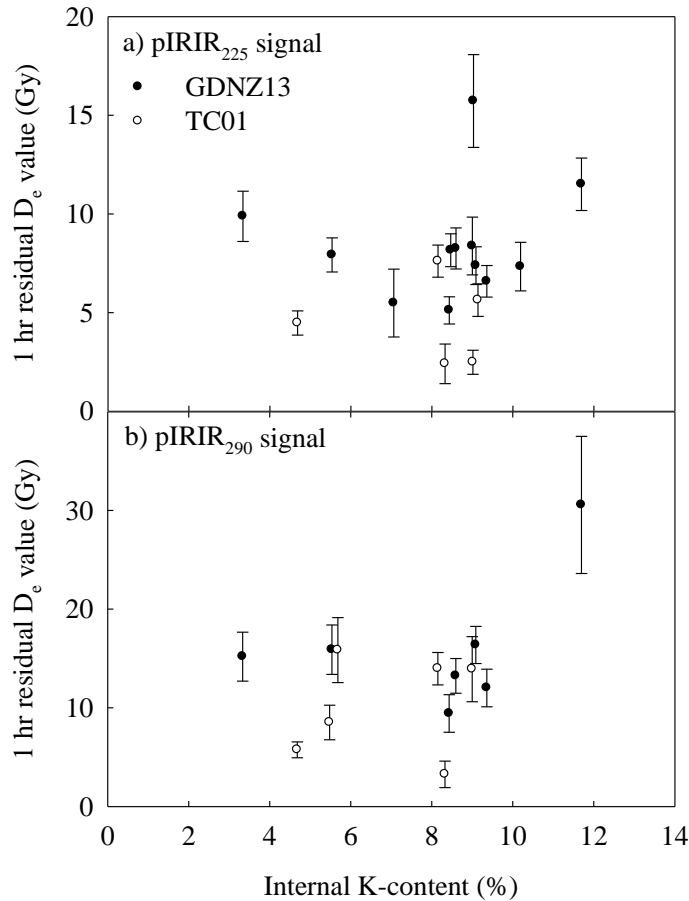 20
15
10
5
0
1 hr residual Dₑ value (Gy)
a) pIRIR₂₂₅ signal
GDNZ13
TC01
b) pIRIR₂₉₀ signal
30
20
10
0
1 hr residual Dₑ value (Gy)
0 2 4 6 8 10 12 14
Internal K-content (%)